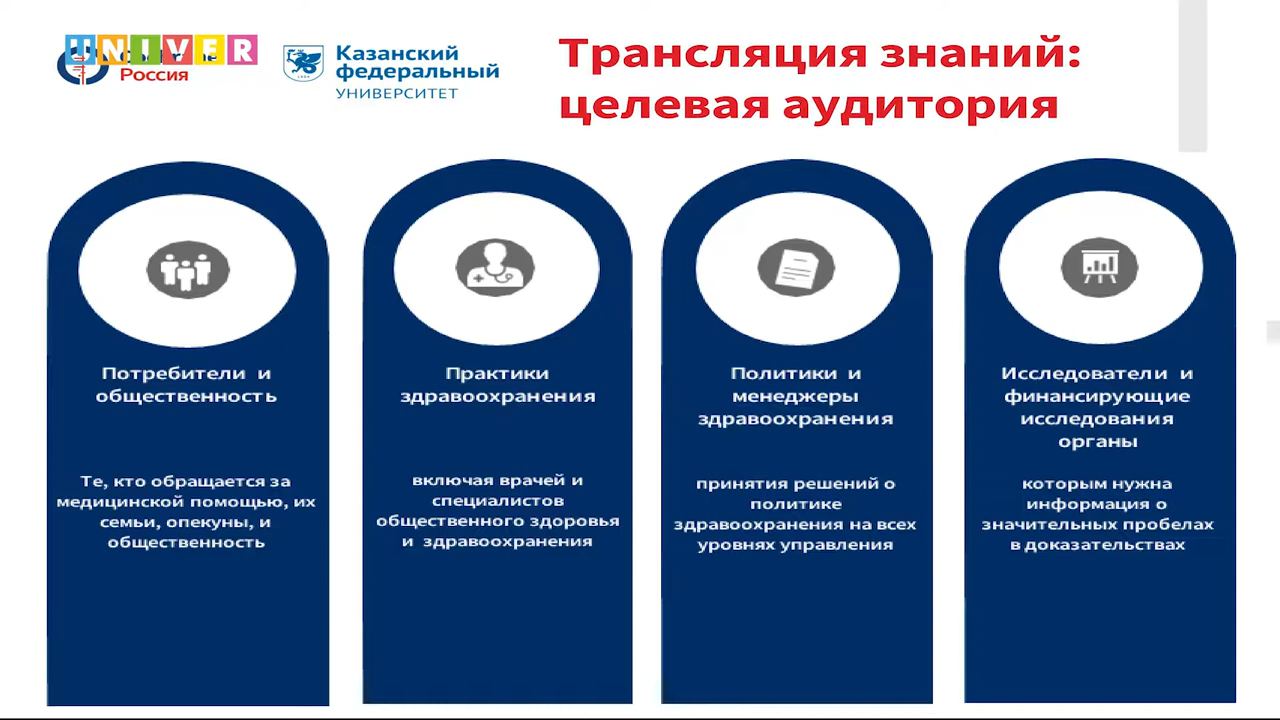 UNIVER
Россия
Казанский
федеральный
УНИВЕРСИТЕТ
Трансляция знаний:
целевая аудитория
Потребители и
общественность
Те, кто обращается за
медицинской помощью, их
семьи, опекуны, и
общественность
Практики
здравоохранения
включая врачей и
специалистов
общественного здоровья
и здравоохранения
Политики и
менеджеры
здравоохранения
принятия решений о
политике
здравоохранения на всех
уровнях управления
Исследователи и
финансирующие
исследования
органы
которым нужна
информация о
значительных пробелах
в доказательствах